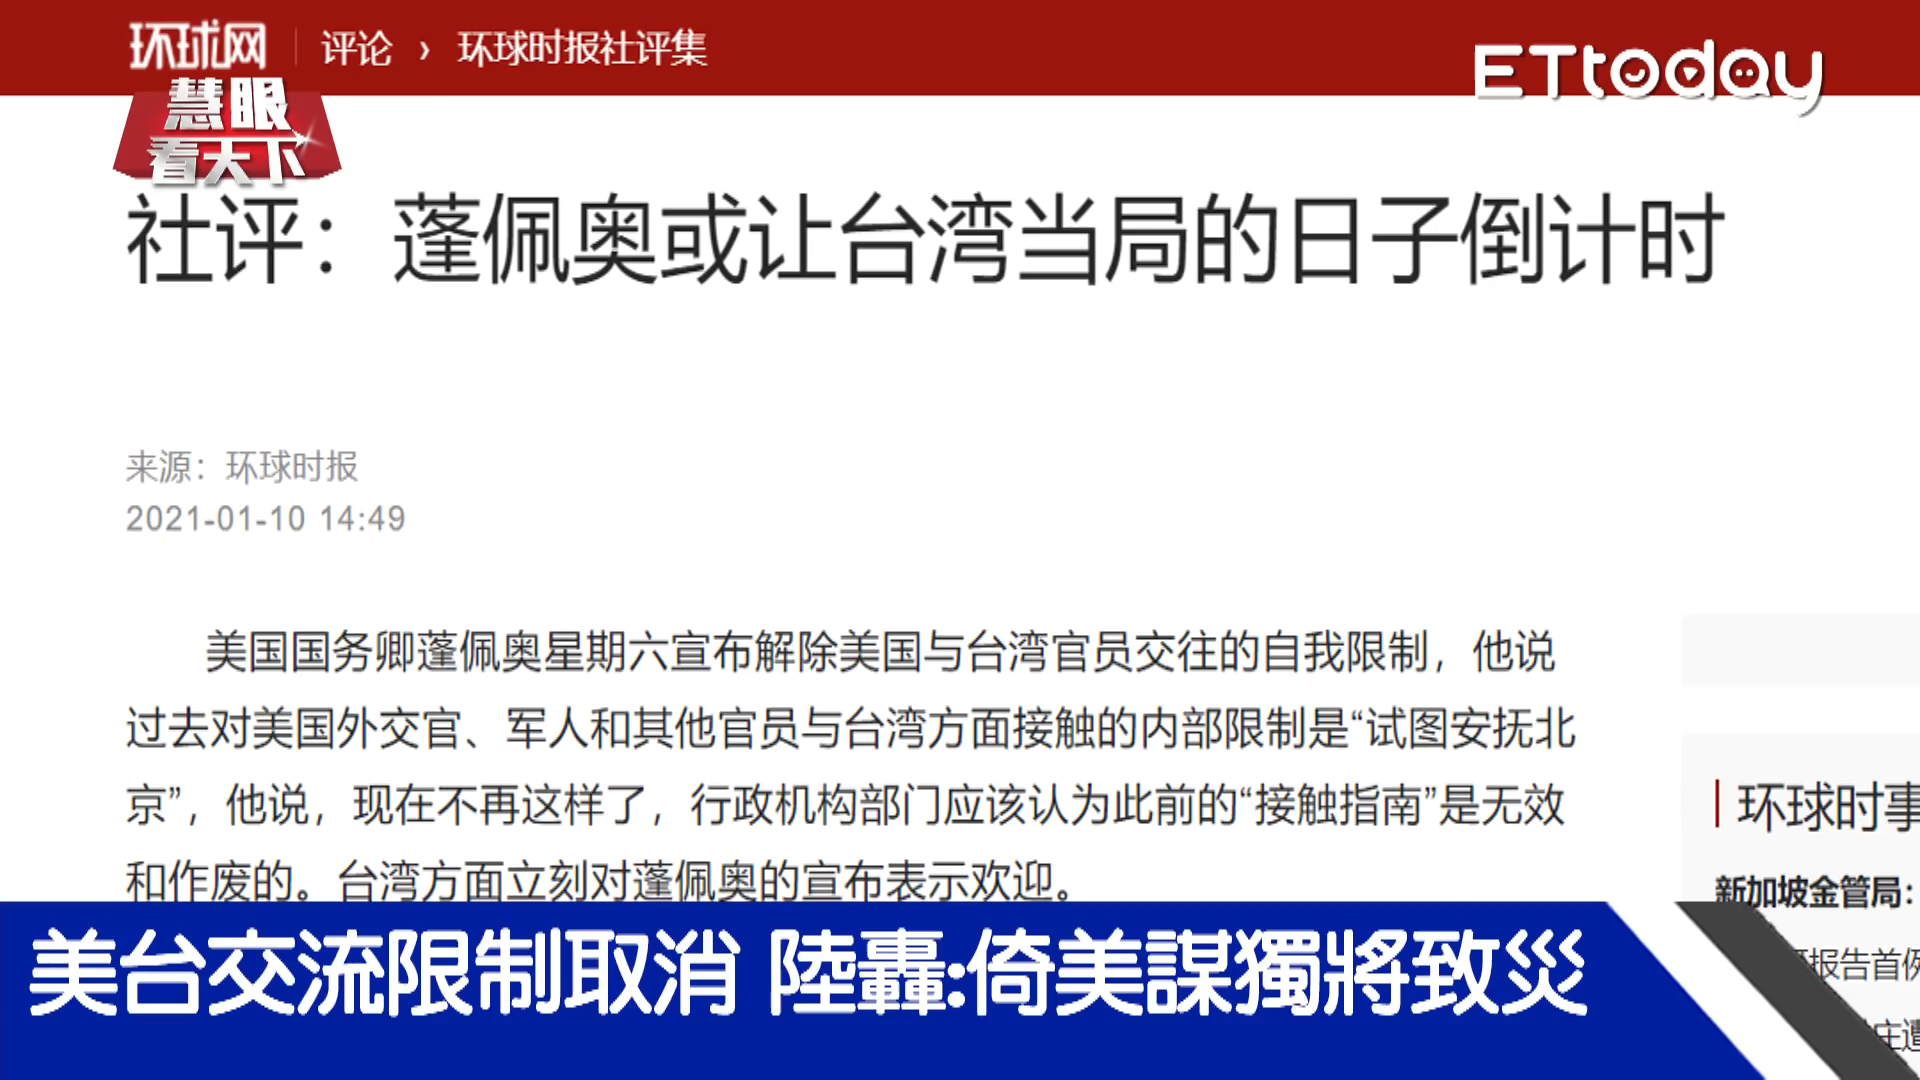 环球网 评论 › 环球时报社评集
ETtoday
慧眼
看天下
社评：蓬佩奥或让台湾当局的日子倒计时
来源：环球时报
2021-01-10 14:49
美国国务卿蓬佩奥星期六宣布解除美国与台湾官员交往的自我限制，他说
过去对美国外交官、军人和其他官员与台湾方面接触的内部限制是“试图安抚北
京”，他说，现在不再这样了，行政机构部门应该认为此前的“接触指南”是无效
和作废的。台湾方面立刻对蓬佩奥的宣布表示欢迎。
环球时事
新加坡金管局：
报告首例
庄遭
美台交流限制取消 陸轟:倚美謀獨將致災